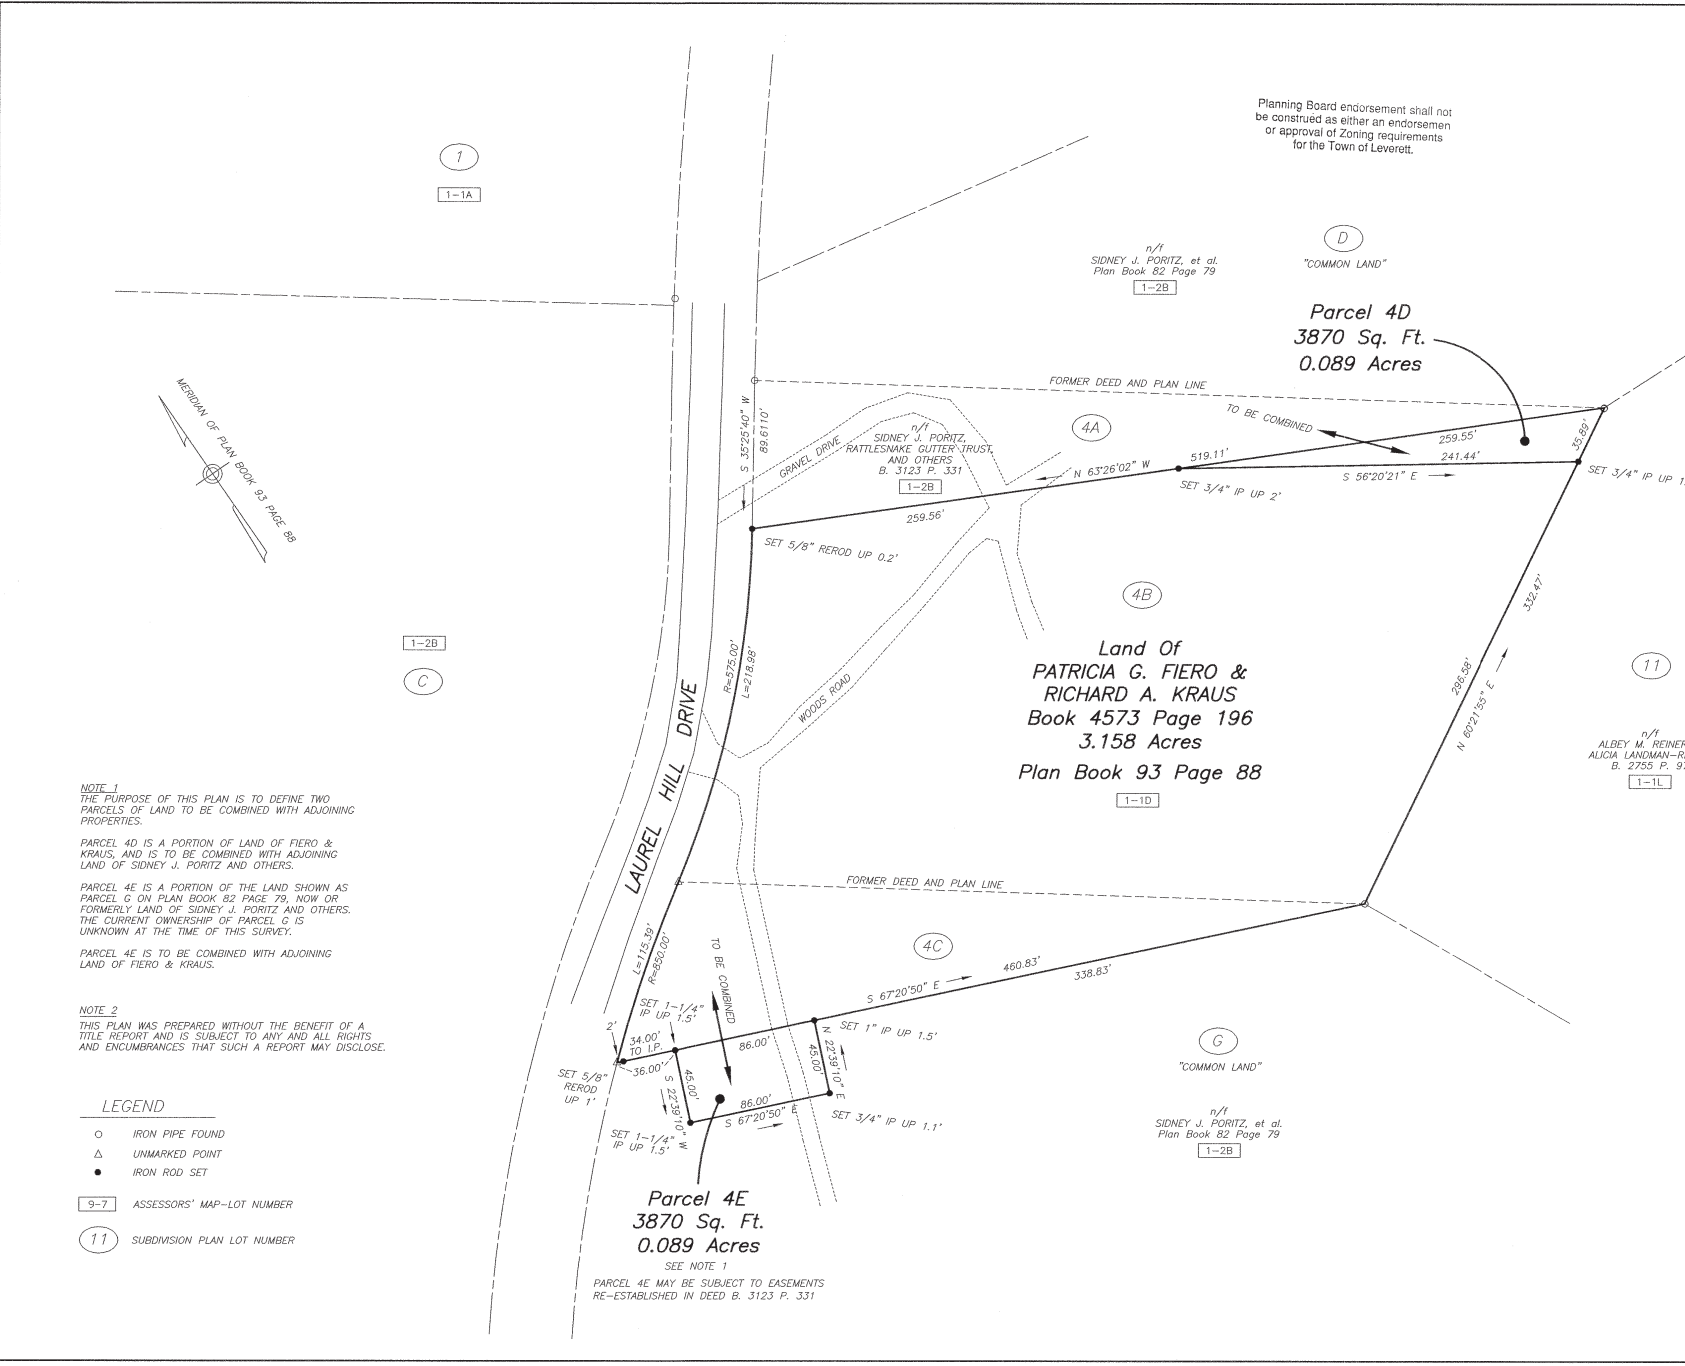 Planning Board endorsement shall not
be construed as either an endorsemen
or approval of Zoning requirements
for the Town of Leverett.
1
1-1A
D
"COMMON LAND"
n/f
SIDNEY J. PORITZ, et al.
Plan Book 82 Page 79
1-2B
Parcel 4D
3870 Sq. Ft.
0.089 Acres
MERIDIAN OF PLAN BOOK 93 PAGE 88
FORMER DEED AND PLAN LINE
TO BE COMBINED
4A
S 35°25'40" W
89.6110'
GRAVEL DRIVE
n/f
SIDNEY J. PORITZ,
RATTLESNAKE GUTTER TRUST,
AND OTHERS
B. 3123 P. 331
1-2B
N 63°26'02" W
519.11'
259.55'
241.44'
35.89'
S 56°20'21" E
SET 3/4" IP UP 2'
SET 3/4" IP UP 1.
259.56'
SET 5/8" REROD UP 0.2'
4B
332.47'
296.58'
N 60°21'55" E
Land Of
PATRICIA G. FIERO &
RICHARD A. KRAUS
Book 4573 Page 196
3.158 Acres
Plan Book 93 Page 88
1-1D
11
n/f
ALBEY M. REINER
ALICIA LANDMAN-R
B. 2755 P. 97
1-1L
1-2B
C
R=575.00'
L=218.98'
WOODS ROAD
LAUREL HILL DRIVE
NOTE 1
THE PURPOSE OF THIS PLAN IS TO DEFINE TWO
PARCELS OF LAND TO BE COMBINED WITH ADJOINING
PROPERTIES.
PARCEL 4D IS A PORTION OF LAND OF FIERO &
KRAUS, AND IS TO BE COMBINED WITH ADJOINING
LAND OF SIDNEY J. PORITZ AND OTHERS.
PARCEL 4E IS A PORTION OF THE LAND SHOWN AS
PARCEL G ON PLAN BOOK 82 PAGE 79, NOW OR
FORMERLY LAND OF SIDNEY J. PORITZ AND OTHERS.
THE CURRENT OWNERSHIP OF PARCEL G IS
UNKNOWN AT THE TIME OF THIS SURVEY.
PARCEL 4E IS TO BE COMBINED WITH ADJOINING
LAND OF FIERO & KRAUS.
NOTE 2
THIS PLAN WAS PREPARED WITHOUT THE BENEFIT OF A
TITLE REPORT AND IS SUBJECT TO ANY AND ALL RIGHTS
AND ENCUMBRANCES THAT SUCH A REPORT MAY DISCLOSE.
FORMER DEED AND PLAN LINE
4C
L=115.39'
R=850.00'
TO BE COMBINED
S 67°20'50" E
460.83'
338.83'
SET 1-1/4"
IP UP 1.5'
2'
34.00'
TO I.P.
36.00'
86.00'
SET 1" IP UP 1.5'
SET 5/8"
REROD
UP 1'
45.00'
S 22°39'10" W
45.00'
N 22°39'10" E
86.00'
S 67°20'50" E
SET 3/4" IP UP 1.1'
SET 1-1/4"
IP UP 1.5'
G
"COMMON LAND"
n/f
SIDNEY J. PORITZ, et al.
Plan Book 82 Page 79
1-2B
LEGEND
IRON PIPE FOUND
UNMARKED POINT
IRON ROD SET
9-7 ASSESSORS' MAP-LOT NUMBER
11 SUBDIVISION PLAN LOT NUMBER
Parcel 4E
3870 Sq. Ft.
0.089 Acres
SEE NOTE 1
PARCEL 4E MAY BE SUBJECT TO EASEMENTS
RE-ESTABLISHED IN DEED B. 3123 P. 331